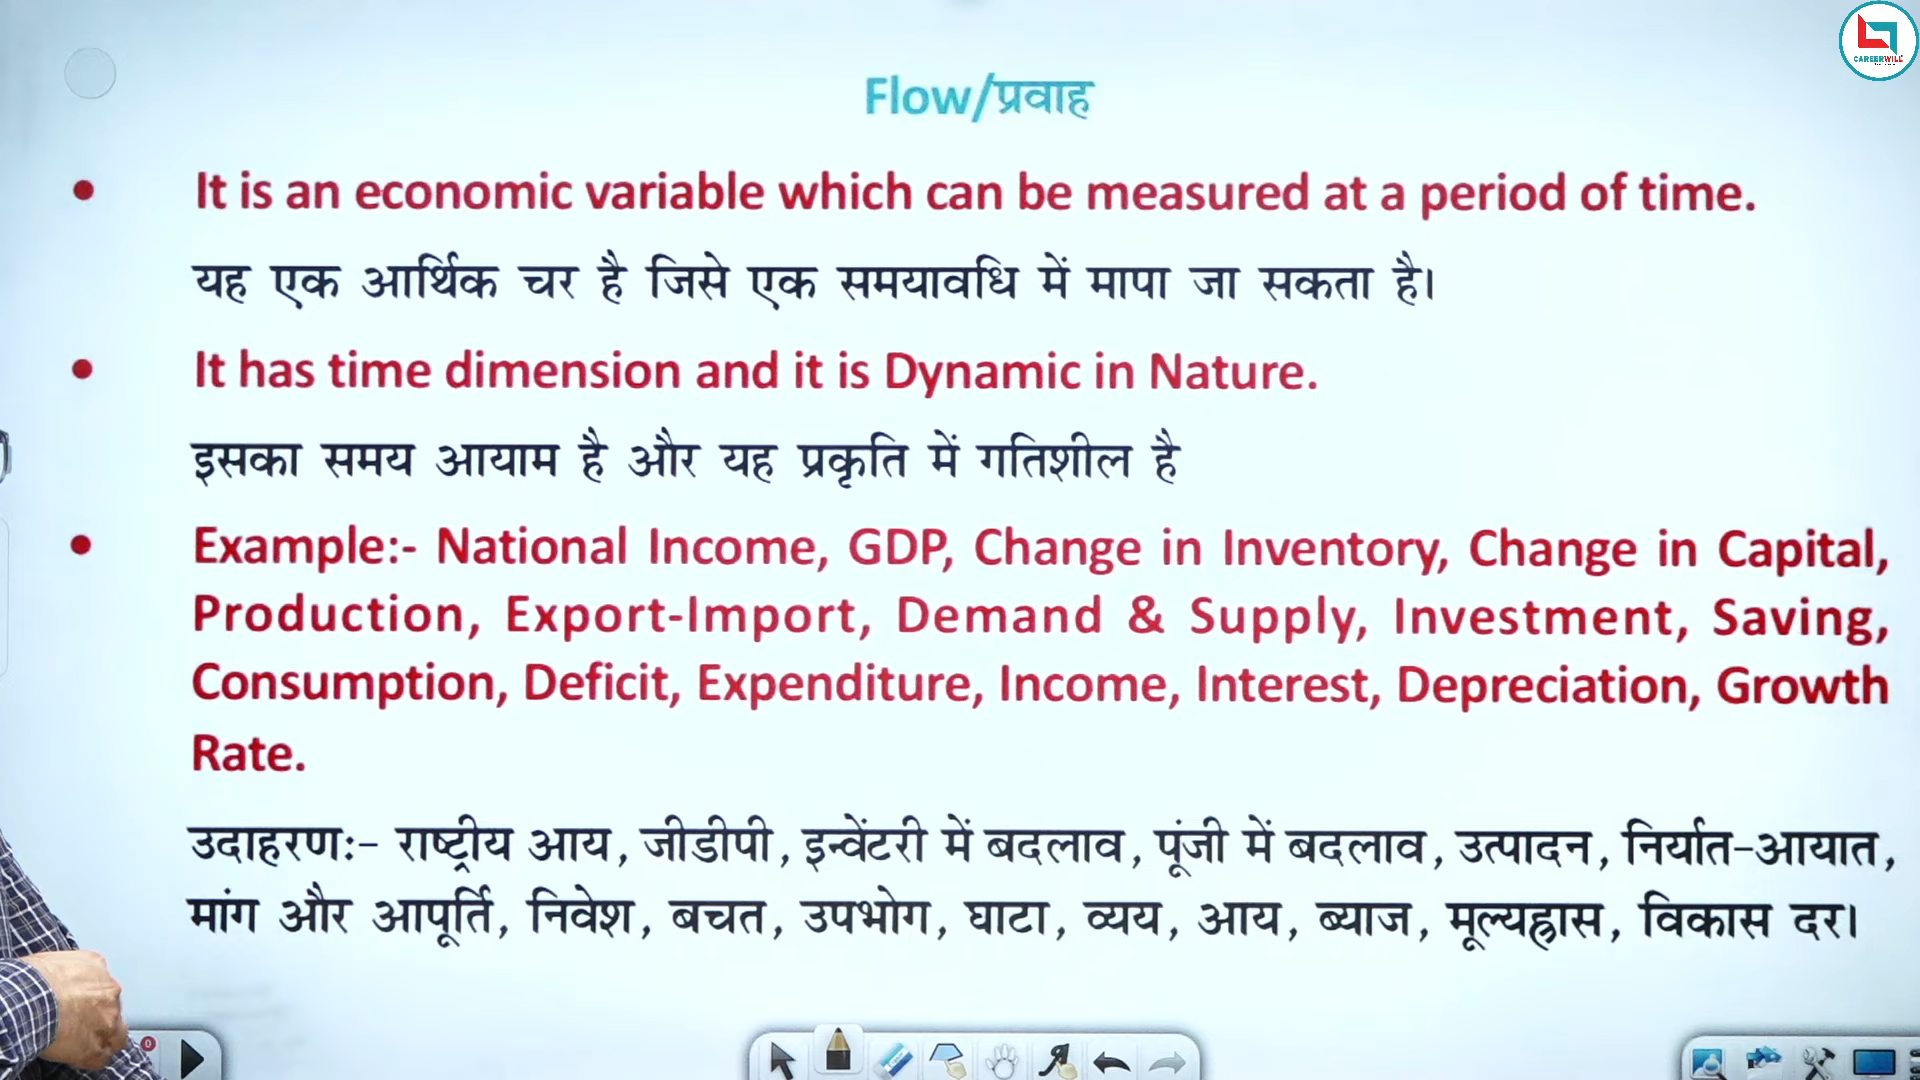 CAREERWILL
Flow/प्रवाह
• It is an economic variable which can be measured at a period of time.
यह एक आर्थिक चर है जिसे एक समयावधि में मापा जा सकता है।
• It has time dimension and it is Dynamic in Nature.
इसका समय आयाम है और यह प्रकृति में गतिशील है
• Example:- National Income, GDP, Change in Inventory, Change in Capital,
Production, Export-Import, Demand & Supply, Investment, Saving,
Consumption, Deficit, Expenditure, Income, Interest, Depreciation, Growth
Rate.
उदाहरणः- राष्ट्रीय आय, जीडीपी, इन्वेंटरी में बदलाव, पूंजी में बदलाव, उत्पादन, निर्यात-आयात,
मांग और आपूर्ति, निवेश, बचत, उपभोग, घाटा, व्यय, आय, ब्याज, मूल्यह्रास, विकास दर।
0